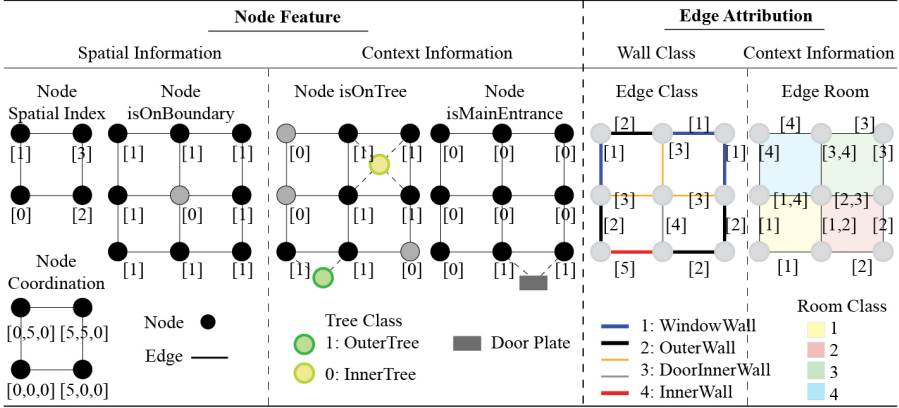 Node Feature
Edge Attribution
Spatial Information
Context Information
Wall Class
Context Information
Node
Spatial Index
[1]
[3]
[0]
[2]
Node
Coordination
[0,5,0]
[5,5,0]
[0,0,0]
[5,0,0]
Node
isOnBoundary
[1]
[1]
[1]
[1]
[0]
[1]
[1]
[1]
[1]
Node
Edge
Node isOnTree
[0]
[1]
[1]
[0]
[1]
[1]
[1]
[1]
[0]
Tree Class
1: OuterTree
0: InnerTree
Node
isMainEntrance
[0]
[0]
[0]
[0]
[0]
[0]
[0]
[1]
[1]
Door Plate
Edge Class
[2]
[1]
[1]
[3]
[1]
[3]
[3]
[2]
[4]
[2]
[5]
[2]
1: WindowWall
2: OuterWall
3: DoorInnerWall
4: InnerWall
Edge Room
[4]
[3]
[4]
[3,4]
[3]
[1,4]
[2,3]
[1]
[1,2]
[2]
[1]
[2]
Room Class
1
2
3
4